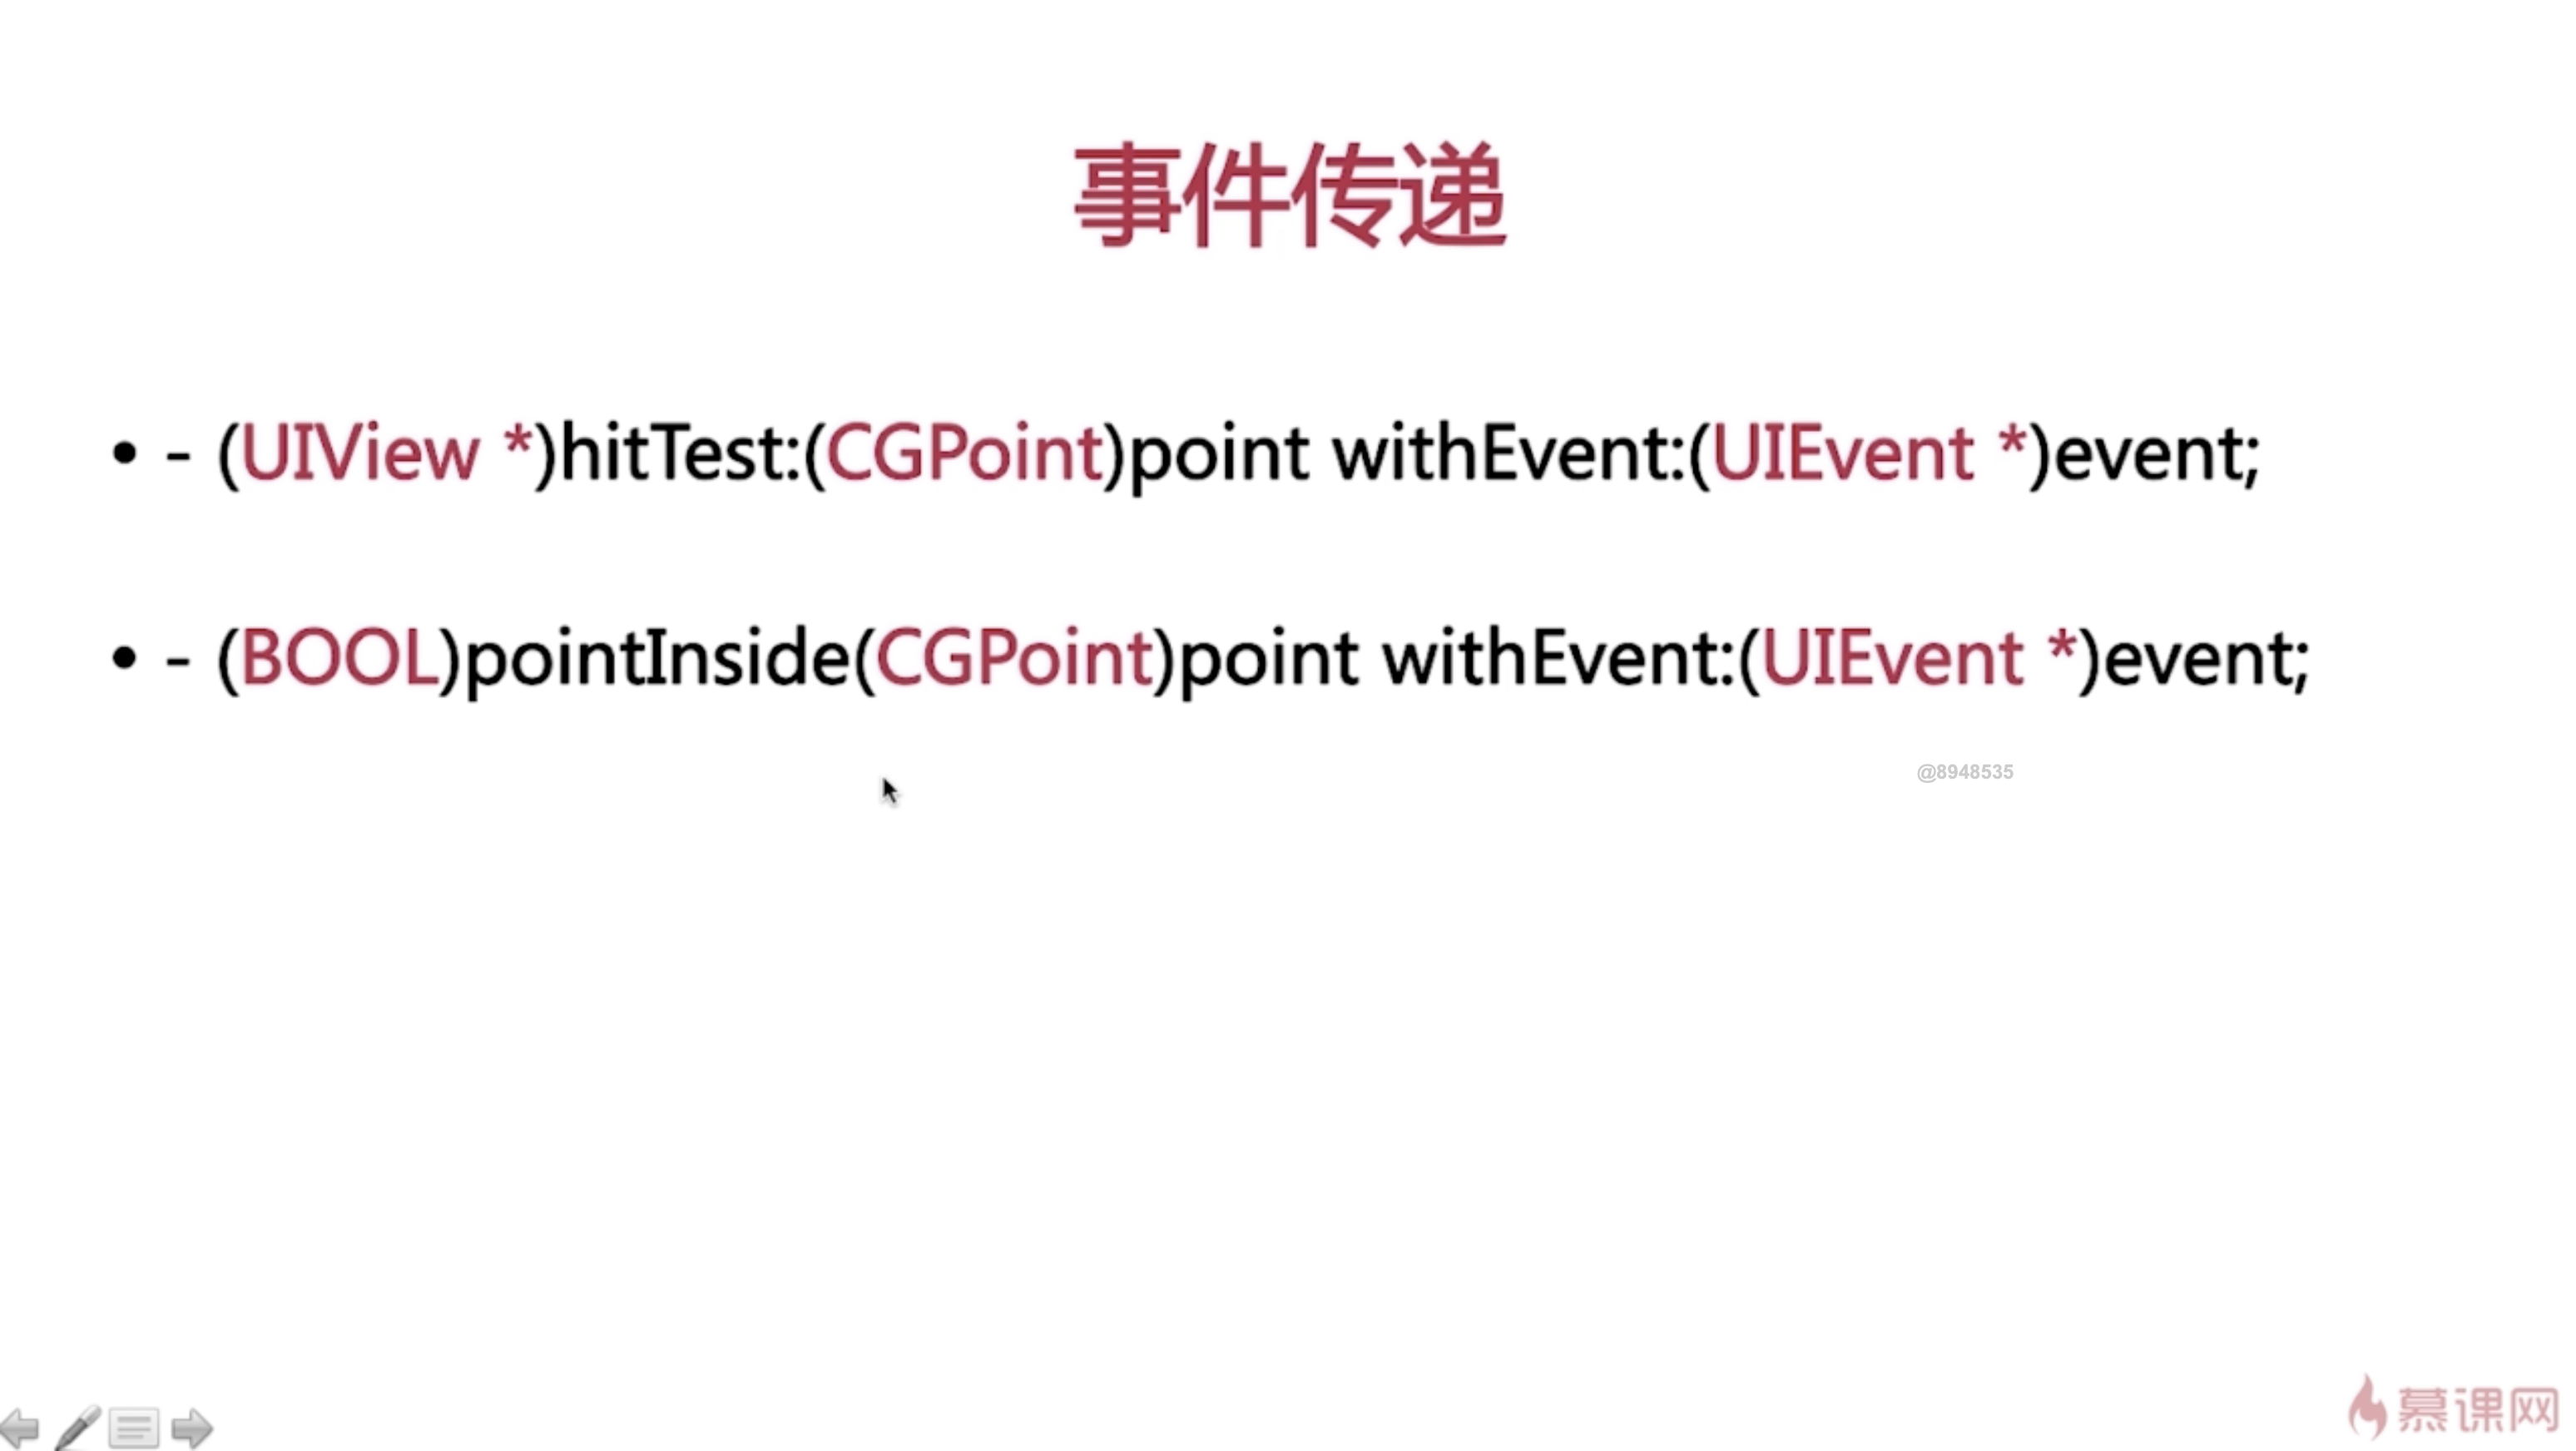 事件传递
• - (UIView *)hitTest:(CGPoint)point withEvent:(UIEvent *)event;
• - (BOOL)pointInside(CGPoint)point withEvent:(UIEvent *)event;
@8948535
慕课网